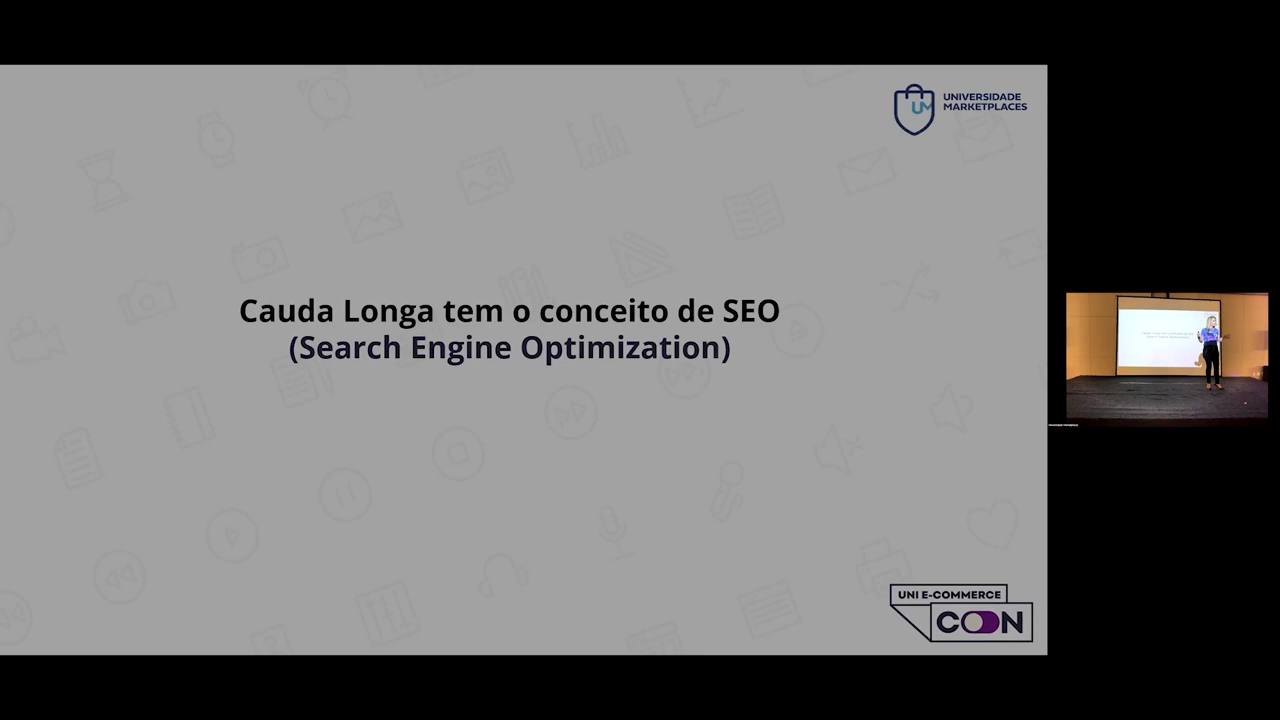 UNIVERSIDADE
MARKETPLACES
Cauda Longa tem o conceito de SEO
(Search Engine Optimization)
UNI E-COMMERCE
CON